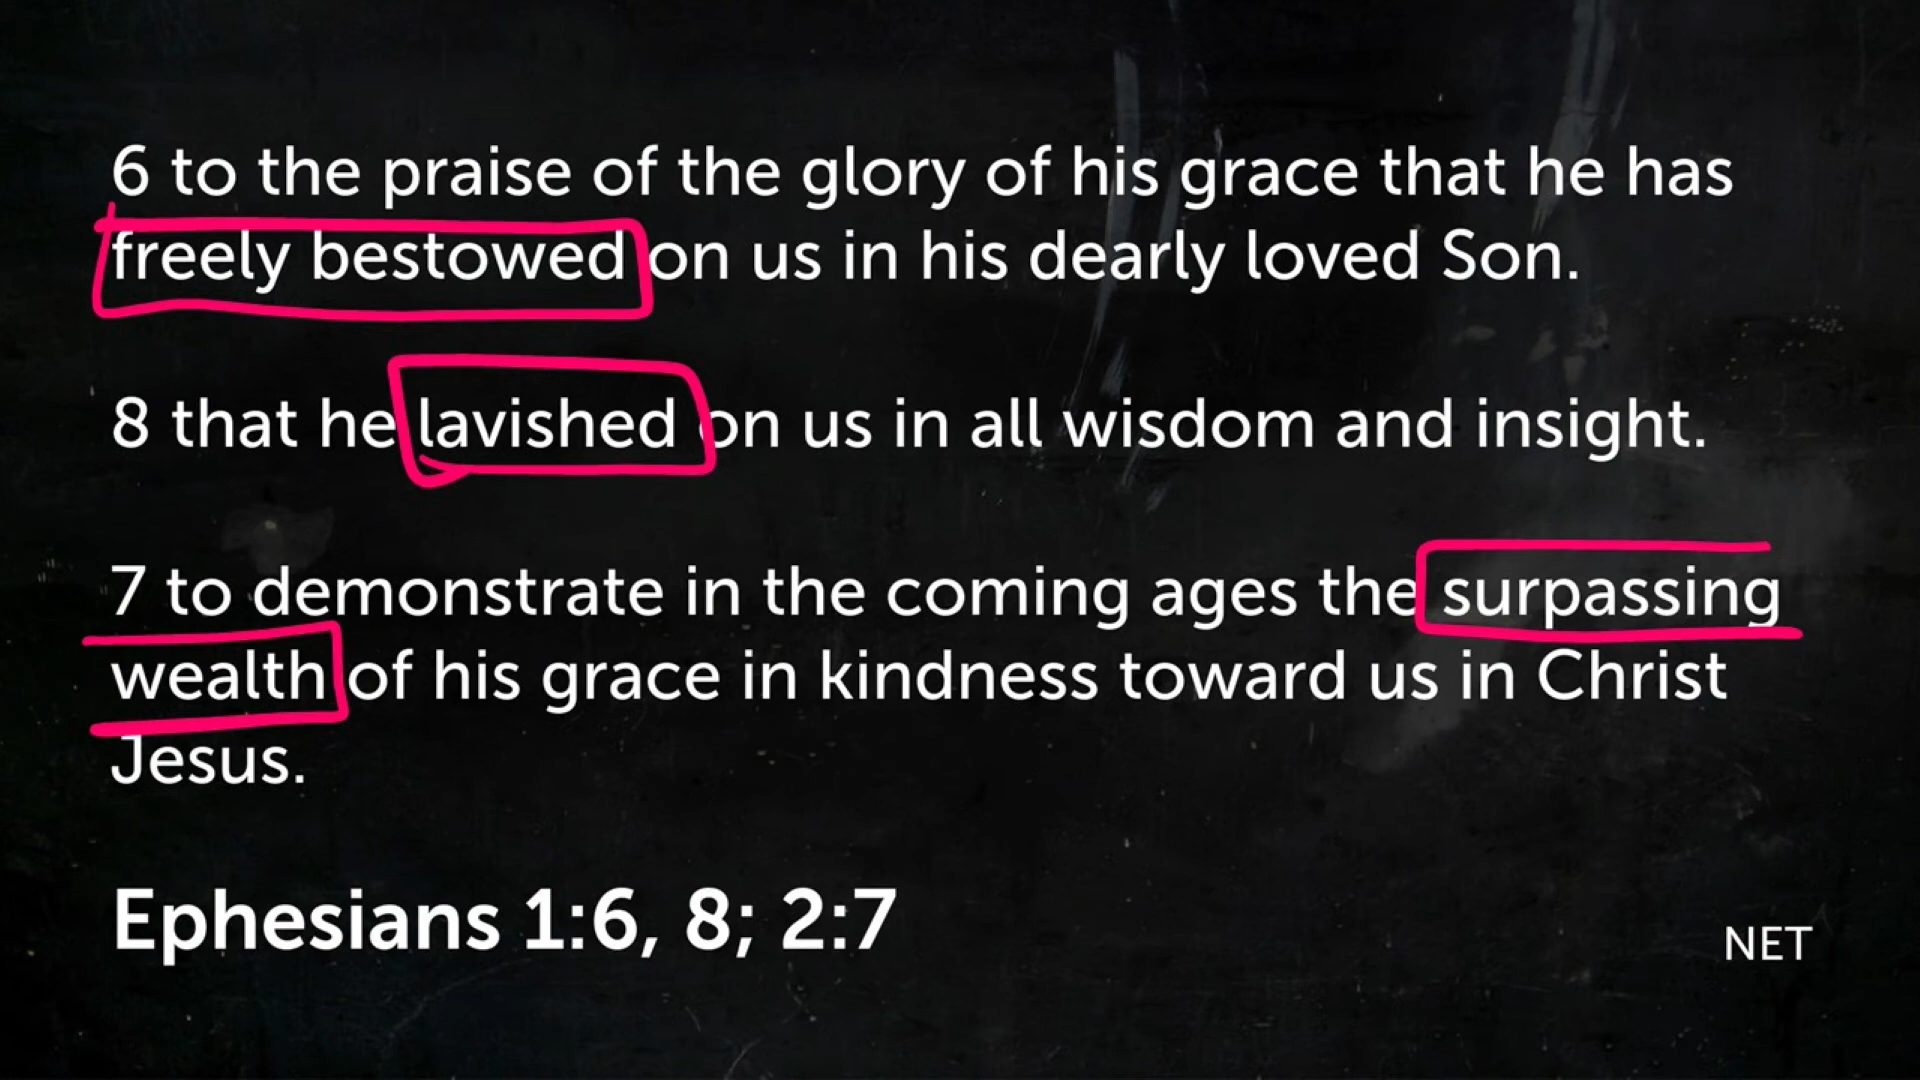 6 to the praise of the glory of his grace that he has
freely bestowed on us in his dearly loved Son.
8 that he lavished on us in all wisdom and insight.
7 to demonstrate in the coming ages the surpassing
wealth of his grace in kindness toward us in Christ
Jesus.
Ephesians 1:6, 8; 2:7
NET